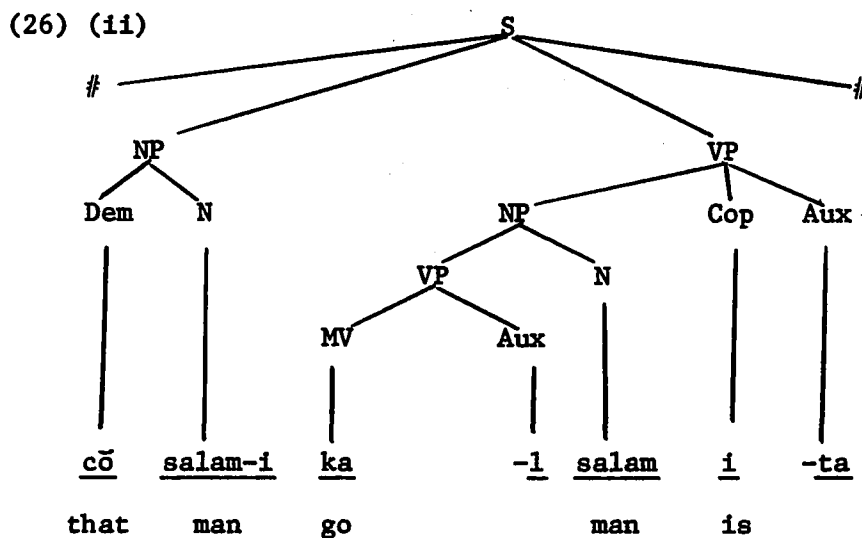 (26) (ii) S
# #
NP VP
Dem N NP Cop Aux
VP N
MV Aux
cŏ salam-i ka -l salam i -ta
that man go man is